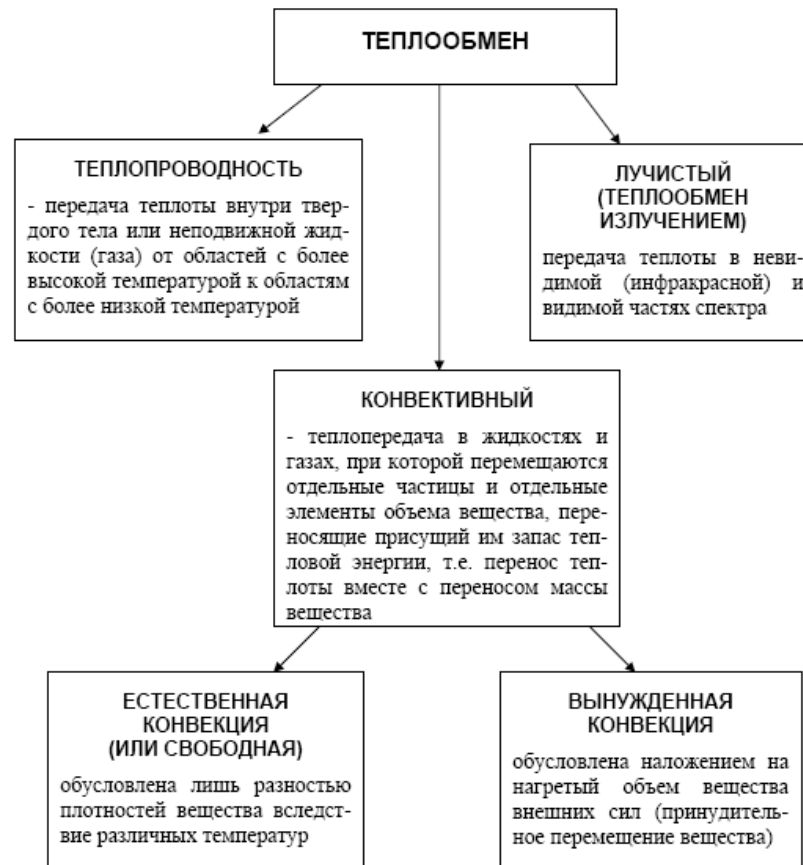 ТЕПЛООБМЕН
ТЕПЛОПРОВОДНОСТЬ
- передача теплоты внутри твер-
дого тела или неподвижной жид-
кости (газа) от областей с более
высокой температурой к областям
с более низкой температурой
ЛУЧИСТЫЙ
(ТЕПЛООБМЕН
ИЗЛУЧЕНИЕМ)
передача теплоты в неви-
димой (инфракрасной) и
видимой частях спектра
КОНВЕКТИВНЫЙ
- теплопередача в жидкостях и
газах, при которой перемещаются
отдельные частицы и отдельные
элементы объема вещества, пере-
носящие присущий им запас теп-
ловой энергии, т.е. перенос теп-
лоты вместе с переносом массы
вещества
ЕСТЕСТВЕННАЯ
КОНВЕКЦИЯ
(ИЛИ СВОБОДНАЯ)
обусловлена лишь разностью
плотностей вещества вследст-
вие различных температур
ВЫНУЖДЕННАЯ
КОНВЕКЦИЯ
обусловлена наложением на
нагретый объем вещества
внешних сил (принудитель-
ное перемещение вещества)